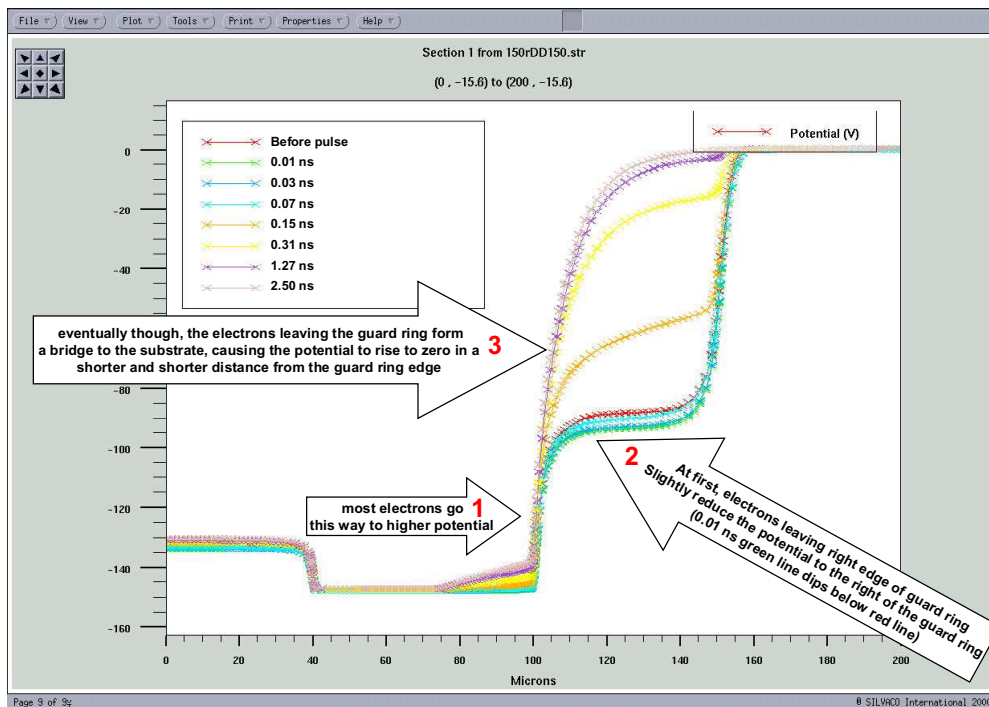 File View Plot Tools Print Properties Help
Section 1 from 150rDD150.str
(0 , -15.6) to (200 , -15.6)
Potential (V)
Before pulse
0.01 ns
0.03 ns
0.07 ns
0.15 ns
0.31 ns
1.27 ns
2.50 ns
0
-20
-40
-80
-100
-120
-140
-160
eventually though, the electrons leaving the guard ring form
a bridge to the substrate, causing the potential to rise to zero in a
shorter and shorter distance from the guard ring edge
3
most electrons go
this way to higher potential
1
2
At first, electrons leaving right edge of guard ring
Slightly reduce the potential to the right of the guard ring
(0.01 ns green line dips below red line)
0 20 40 60 80 100 120 140 160 180 200
Microns
Page 9 of 9
© SILVACO International 2000